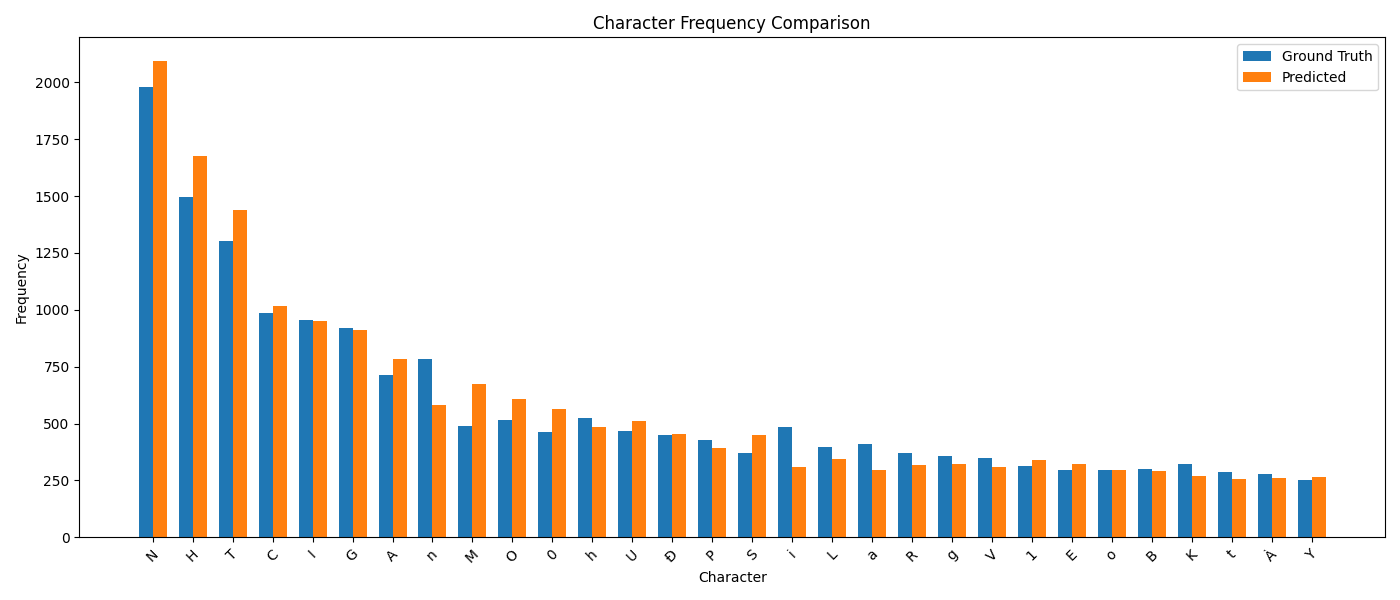 Character Frequency Comparison
Ground Truth
Predicted
Frequency
2000
1750
1500
1250
1000
750
500
250
0
N H T C I G A n M O 0 h U Đ P S i L a R g V 1 E o B K t À Y
Character